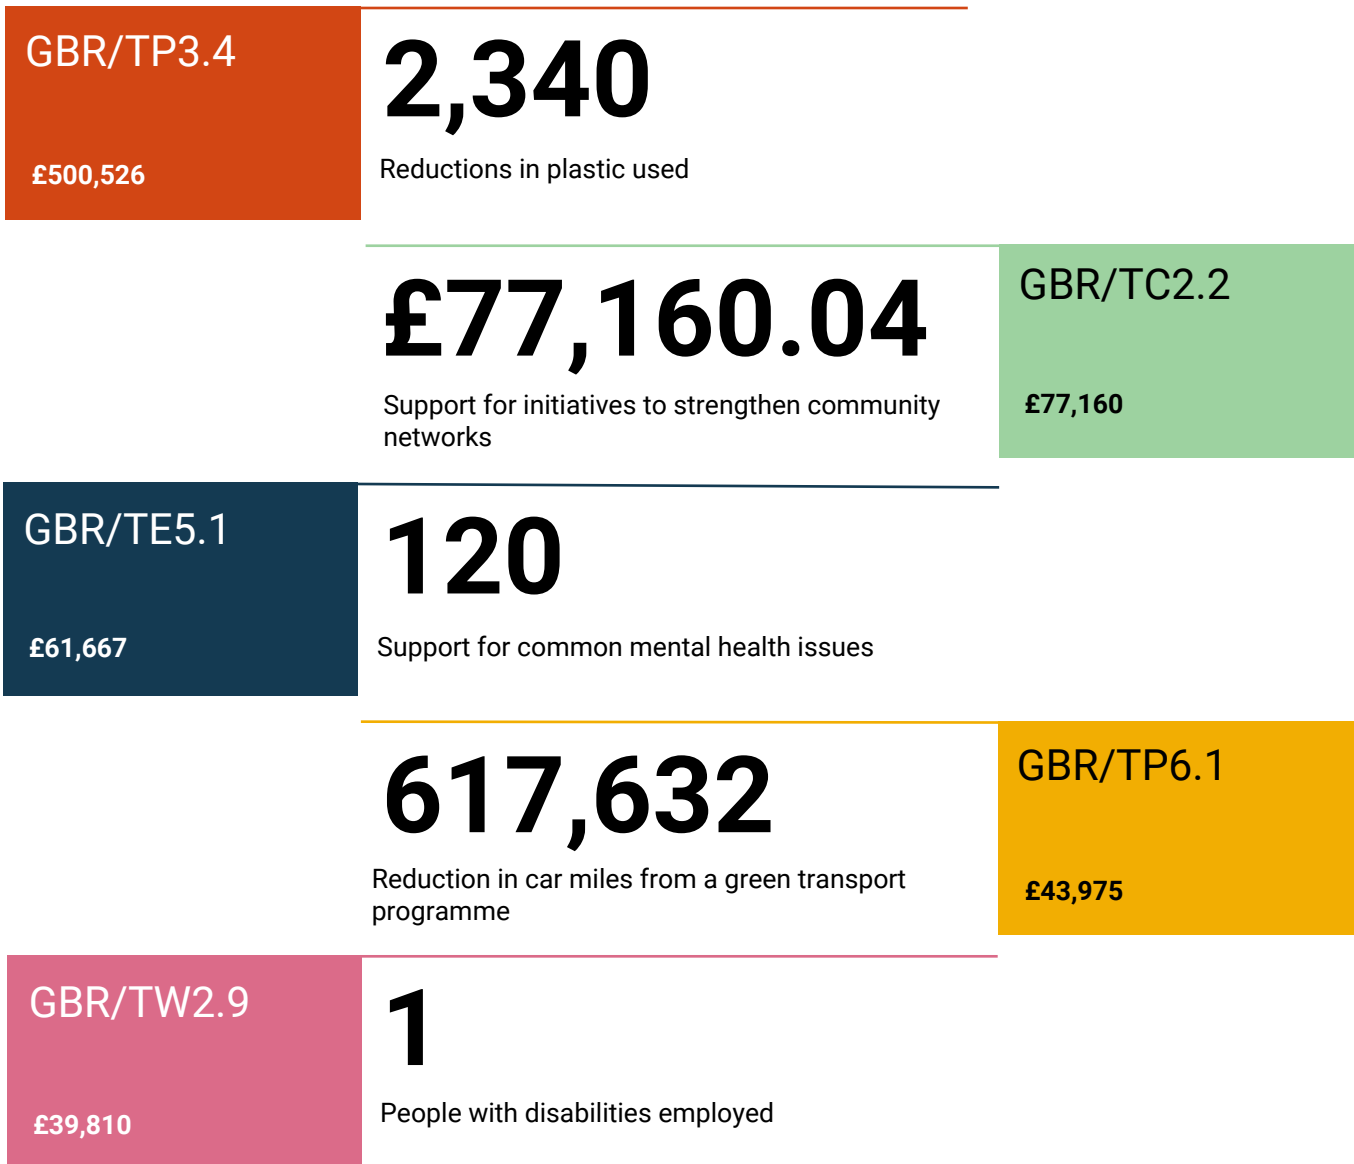 GBR/TP3.4
£500,526
2,340
Reductions in plastic used
£77,160.04
Support for initiatives to strengthen community
networks
GBR/TC2.2
£77,160
GBR/TE5.1
£61,667
120
Support for common mental health issues
617,632
Reduction in car miles from a green transport
programme
GBR/TP6.1
£43,975
GBR/TW2.9
£39,810
1
People with disabilities employed